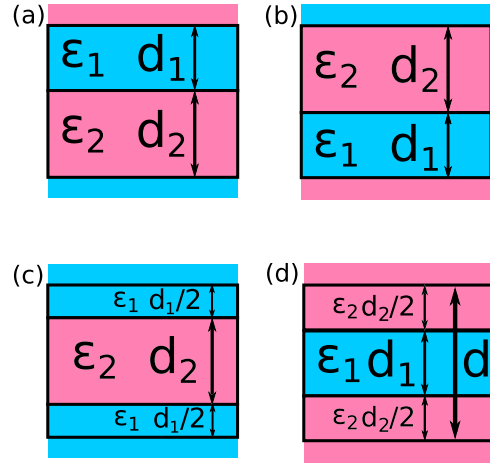 (a)
ε₁ d₁
ε₂ d₂
(b)
ε₂ d₂
ε₁ d₁
(c)
ε₁ d₁/2
ε₂ d₂
ε₁ d₁/2
(d)
ε₂ d₂/2
ε₁ d₁ d
ε₂ d₂/2